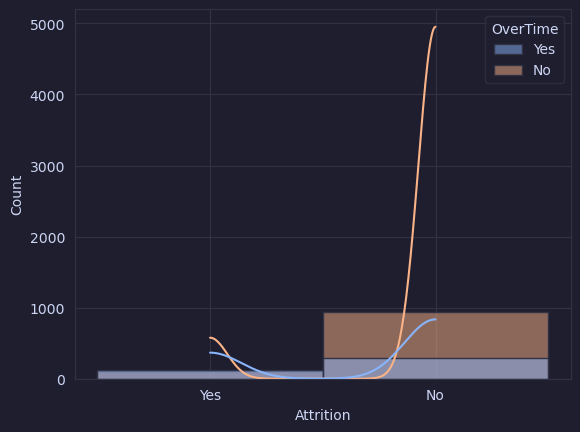 OverTime
Yes
No
5000
4000
3000
2000
1000
0
Count
Yes No
Attrition